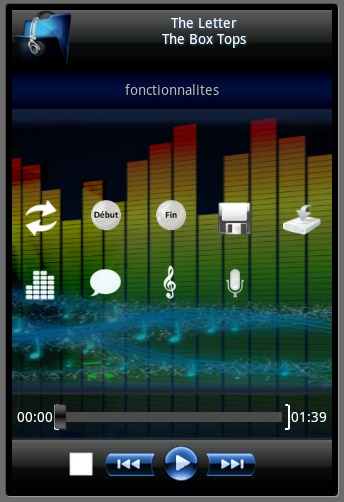 The Letter
The Box Tops
fonctionnalites
Début
Fin
00:00
01:39